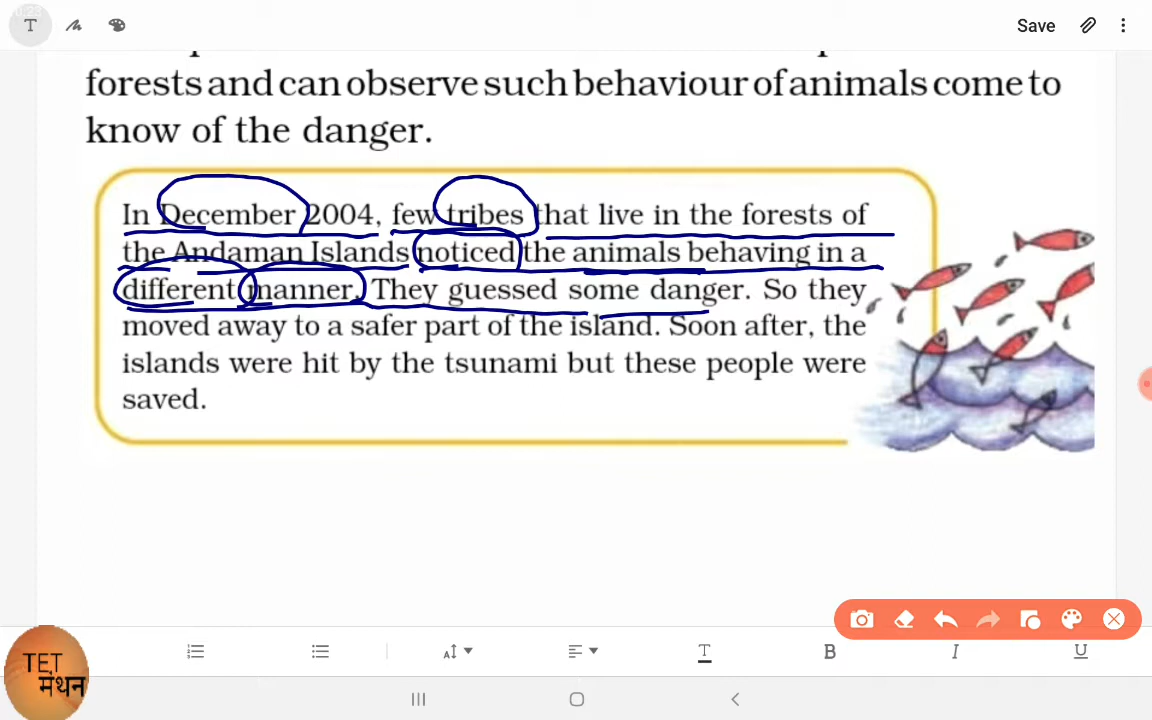 T
Save
forests and can observe such behaviour of animals come to
know of the danger.
In December 2004, few tribes that live in the forests of
the Andaman Islands noticed the animals behaving in a
different manner. They guessed some danger. So they
moved away to a safer part of the island. Soon after, the
islands were hit by the tsunami but these people were
saved.
T B I U
TET
मंथन